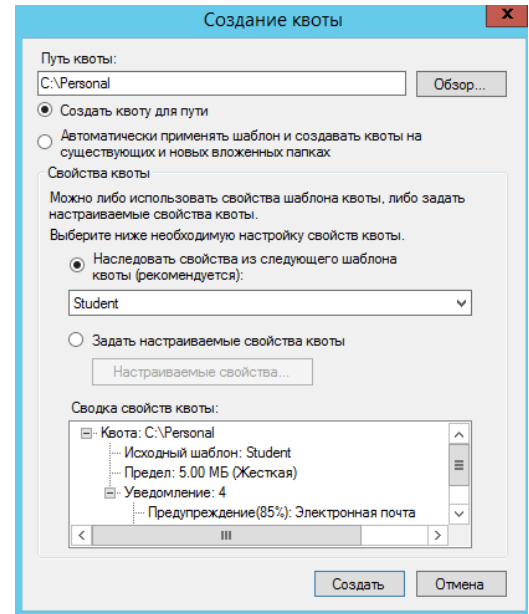 Создание квоты
x
Путь квоты:
C:\Personal
Обзор...
Создать квоту для пути
Автоматически применять шаблон и создавать квоты на
существующих и новых вложенных папках
Свойства квоты
Можно либо использовать свойства шаблона квоты, либо задать
настраиваемые свойства квоты.
Выберите ниже необходимую настройку свойств квоты.
Наследовать свойства из следующего шаблона
квоты (рекомендуется):
Student
Задать настраиваемые свойства квоты
Настраиваемые свойства...
Сводка свойств квоты:
Квота: C:\Personal
Исходный шаблон: Student
Предел: 5.00 МБ (Жесткая)
Уведомление: 4
Предупреждение(85%): Электронная почта
Создать
Отмена